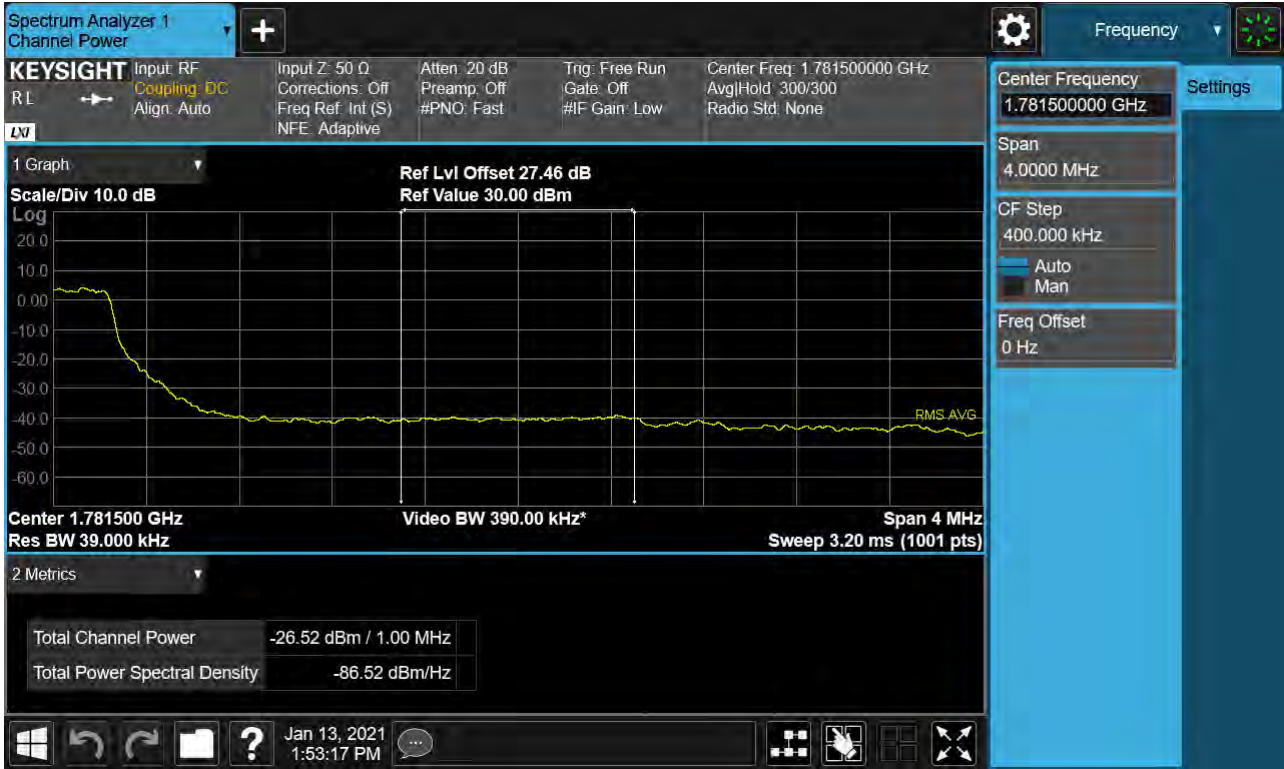 Spectrum Analyzer 1
Channel Power
+
Frequency
KEYSIGHT
R L
LXI
Input: RF
Coupling: DC
Align: Auto
Input Z: 50 Ω
Corrections: Off
Freq Ref: Int (S)
NFE: Adaptive
Atten: 20 dB
Preamp: Off
#PNO: Fast
Trig: Free Run
Gate: Off
#IF Gain: Low
Center Freq: 1.781500000 GHz
Avg|Hold: 300/300
Radio Std: None
Center Frequency
1.781500000 GHz
Settings
Span
4.0000 MHz
CF Step
400.000 kHz
Auto
Man
Freq Offset
0 Hz
1 Graph
Scale/Div 10.0 dB
Ref Lvl Offset 27.46 dB
Ref Value 30.00 dBm
Log
20.0
10.0
0.00
-10.0
-20.0
-30.0
-40.0
-50.0
-60.0
RMS AVG
Center 1.781500 GHz
Res BW 39.000 kHz
Video BW 390.00 kHz*
Span 4 MHz
Sweep 3.20 ms (1001 pts)
2 Metrics
Total Channel Power -26.52 dBm / 1.00 MHz
Total Power Spectral Density -86.52 dBm/Hz
?
Jan 13, 2021
1:53:17 PM